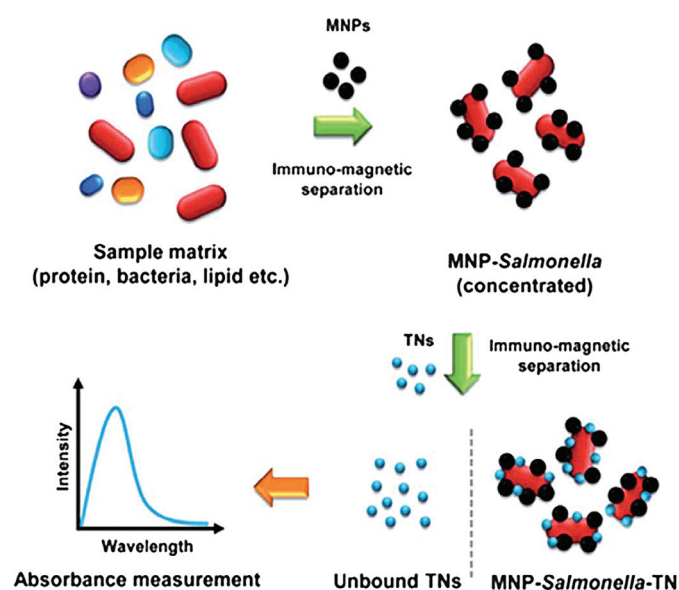 MNPs
Immuno-magnetic
separation
Sample matrix
(protein, bacteria, lipid etc.)
MNP-Salmonella
(concentrated)
TNs
Immuno-magnetic
separation
Intensity
Wavelength
Absorbance measurement
Unbound TNs
MNP-Salmonella-TN